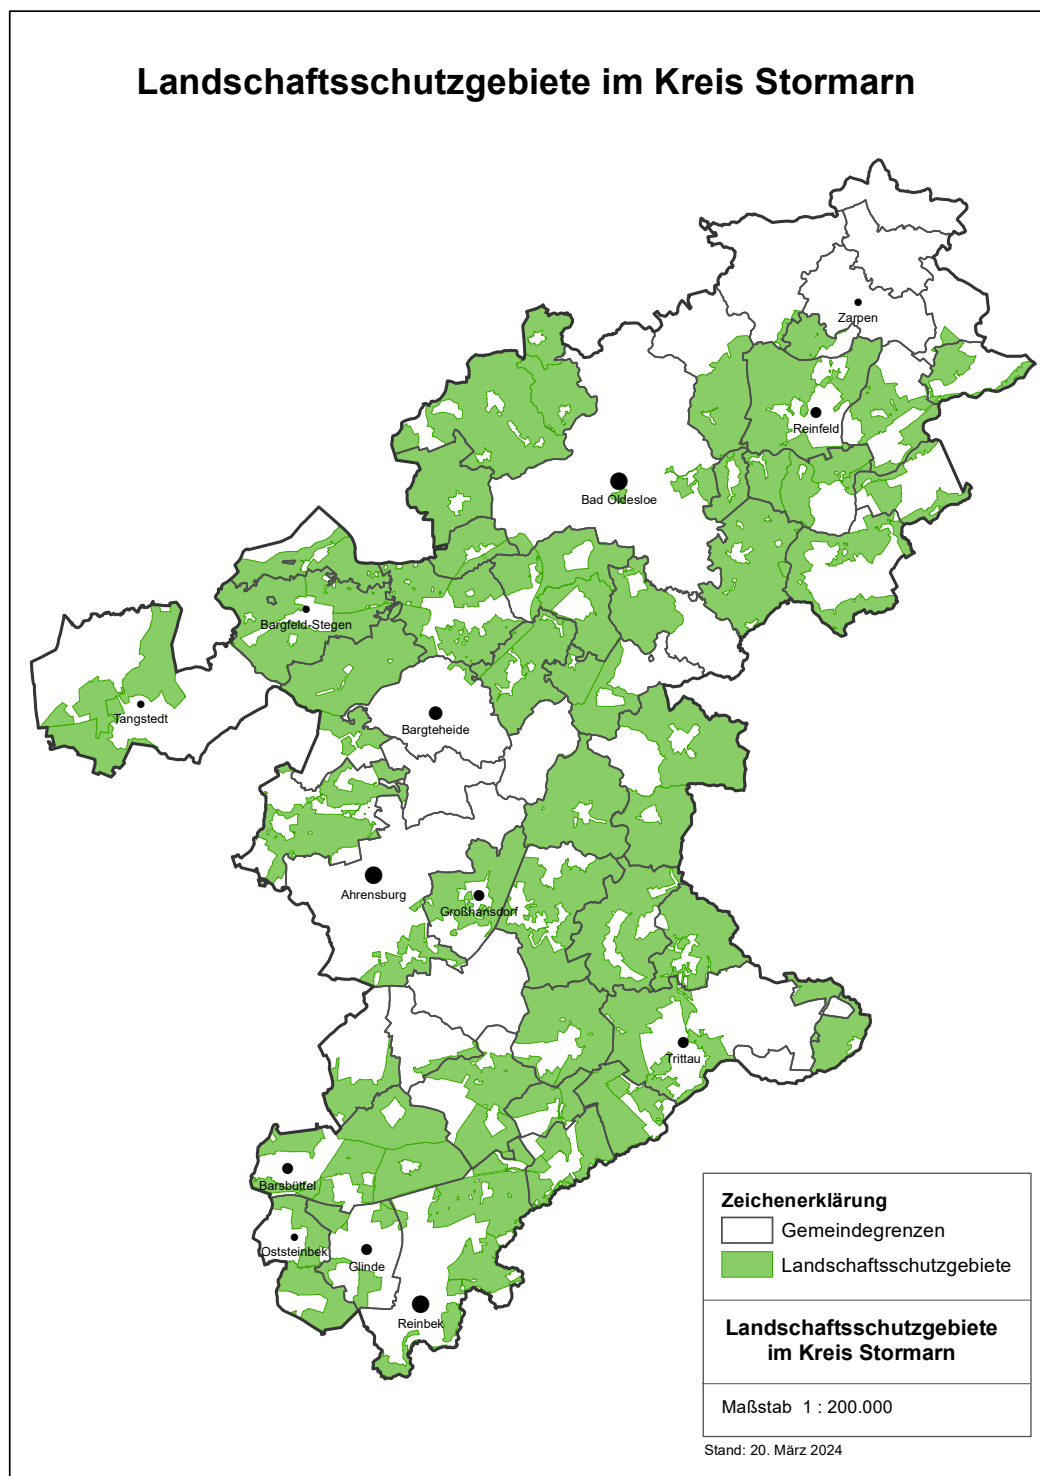 Landschaftsschutzgebiete im Kreis Stormarn
Zarpen
Reinfeld
Bad Oldesloe
Bargfeld-Stegen
Tangstedt
Bargteheide
Ahrensburg
Großhansdorf
Trittau
Barsbüttel
Oststeinbek
Glinde
Reinbek
Zeichenerklärung
Gemeindegrenzen
Landschaftsschutzgebiete
Landschaftsschutzgebiete
im Kreis Stormarn
Maßstab 1 : 200.000
Stand: 20. März 2024